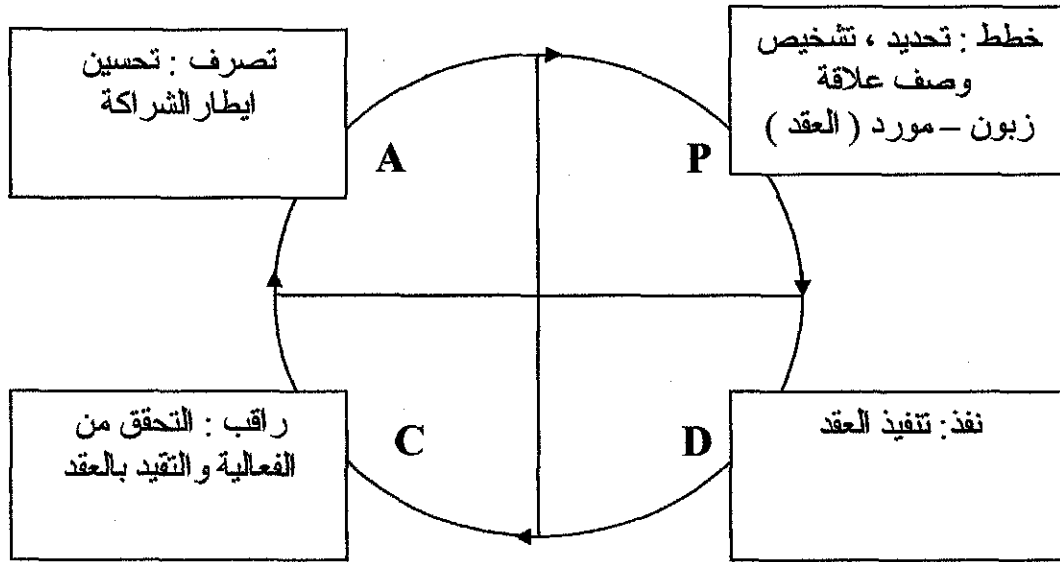 خطط : تحديد ، تشخيص
وصف علاقة
زبون – مورد ( العقد )
P
تصرف : تحسين
ايطار الشراكة
A
نفذ: تنفيذ العقد
D
راقب : التحقق من
الفعالية و التقيد بالعقد
C